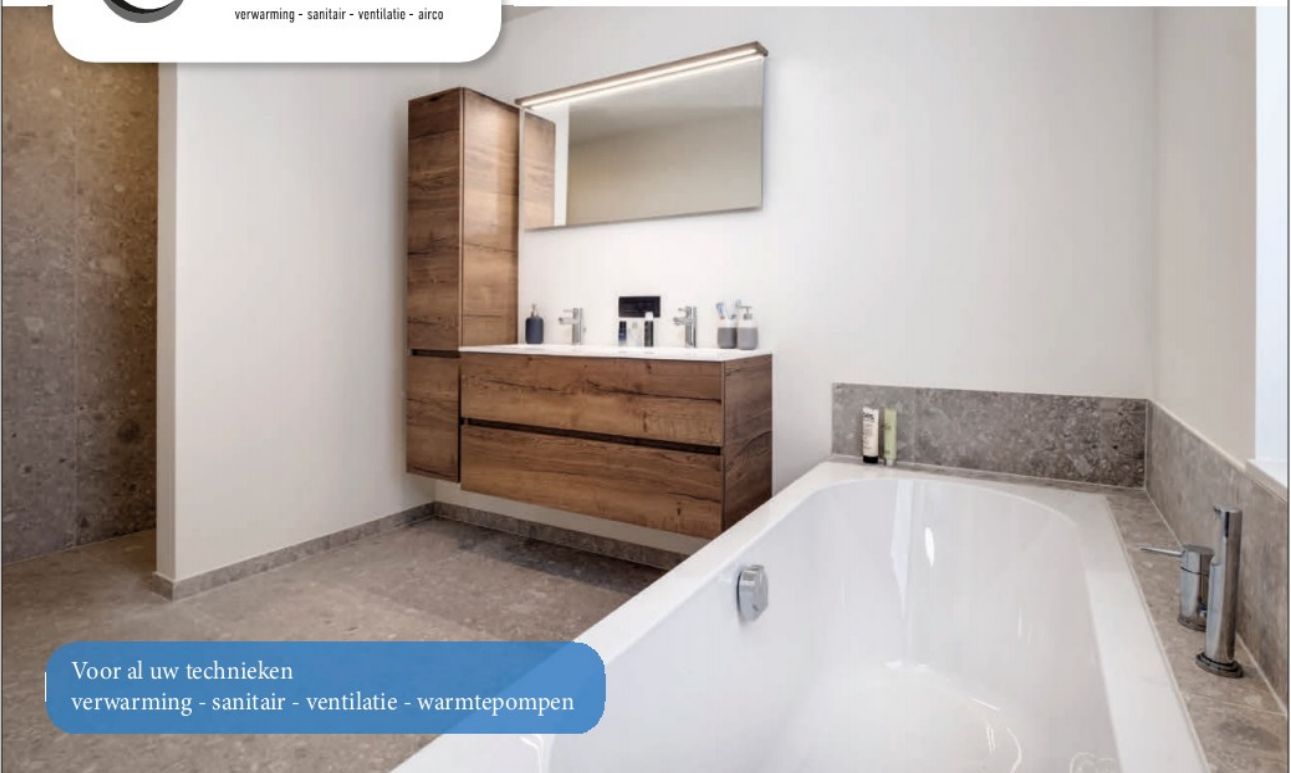 verwarming - sanitair - ventilatie - airco
Voor al uw technieken
verwarming - sanitair - ventilatie - warmtepompen